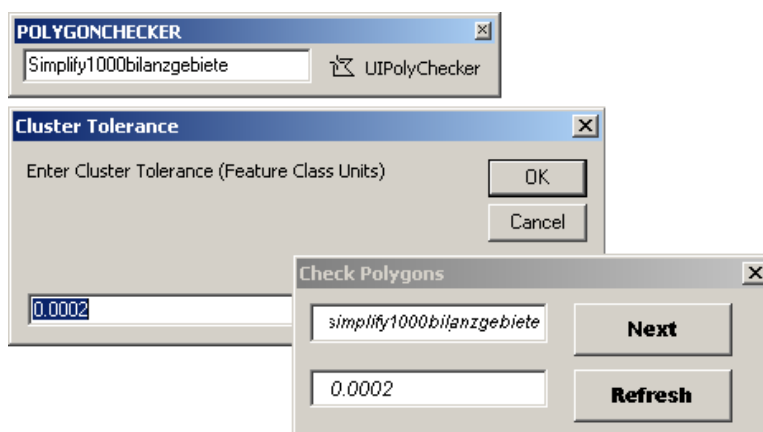 POLYGONCHECKER
Simplify1000bilanzgebiete
UIPolyChecker
Cluster Tolerance
Enter Cluster Tolerance (Feature Class Units)
OK
Cancel
0.0002
Check Polygons
simplify1000bilanzgebiete
Next
0.0002
Refresh